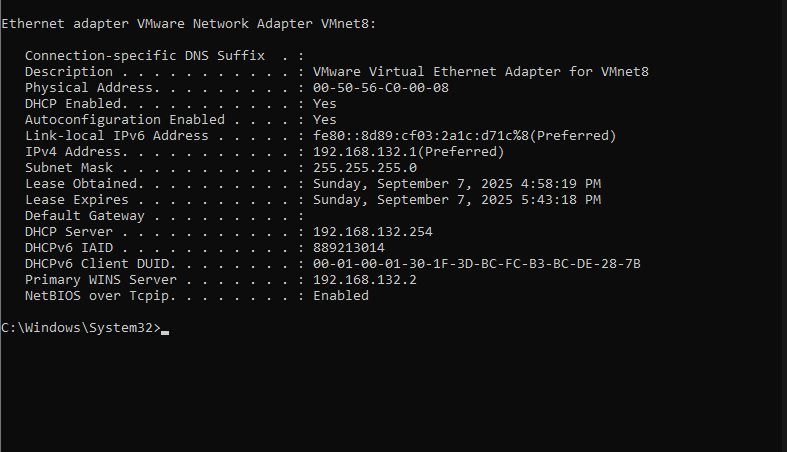 Ethernet adapter VMware Network Adapter VMnet8:
Connection-specific DNS Suffix  . :
Description . . . . . . . . . . . : VMware Virtual Ethernet Adapter for VMnet8
Physical Address. . . . . . . . . : 00-50-56-C0-00-08
DHCP Enabled. . . . . . . . . . . : Yes
Autoconfiguration Enabled . . . . : Yes
Link-local IPv6 Address . . . . . : fe80::8d89:cf03:2a1c:d71c%8(Preferred)
IPv4 Address. . . . . . . . . . . : 192.168.132.1(Preferred)
Subnet Mask . . . . . . . . . . . : 255.255.255.0
Lease Obtained. . . . . . . . . . : Sunday, September 7, 2025 4:58:19 PM
Lease Expires . . . . . . . . . . : Sunday, September 7, 2025 5:43:18 PM
Default Gateway . . . . . . . . . :
DHCP Server . . . . . . . . . . . : 192.168.132.254
DHCPv6 IAID . . . . . . . . . . . : 889213014
DHCPv6 Client DUID. . . . . . . . : 00-01-00-01-30-1F-3D-BC-FC-B3-BC-DE-28-7B
Primary WINS Server . . . . . . . : 192.168.132.2
NetBIOS over Tcpip. . . . . . . . : Enabled
C:\Windows\System32>